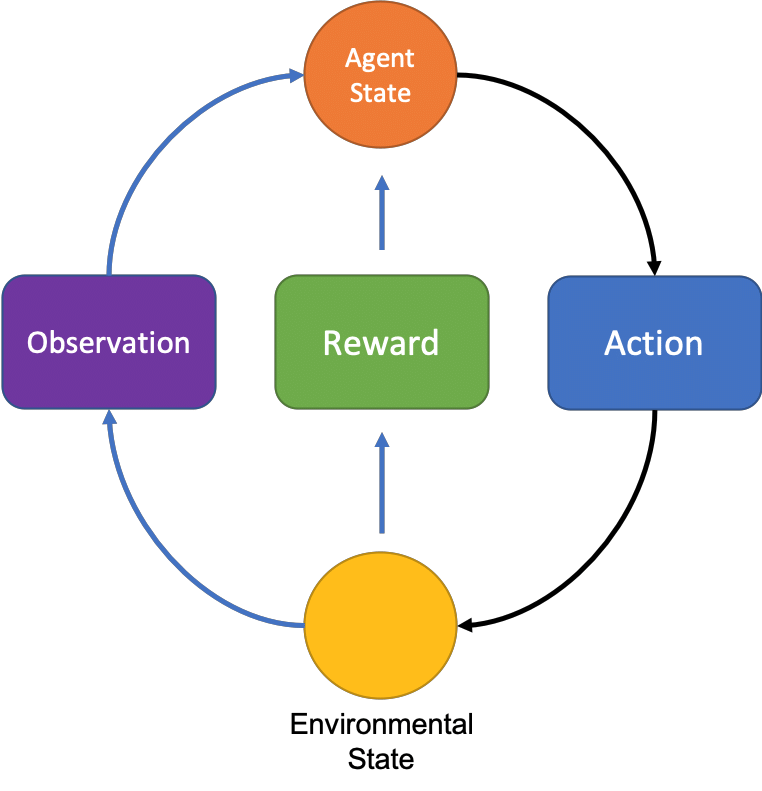 Agent
State
Observation
Reward
Action
Environmental
State